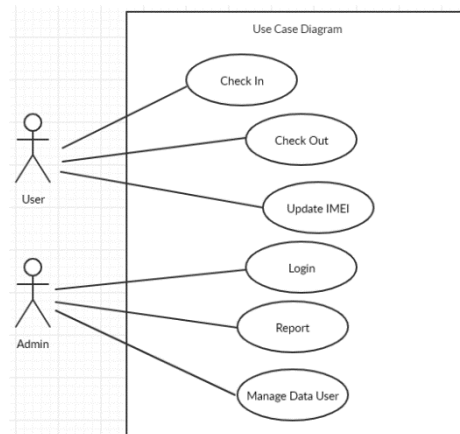 Use Case Diagram
Check In
Check Out
User
Update IMEI
Login
Report
Admin
Manage Data User